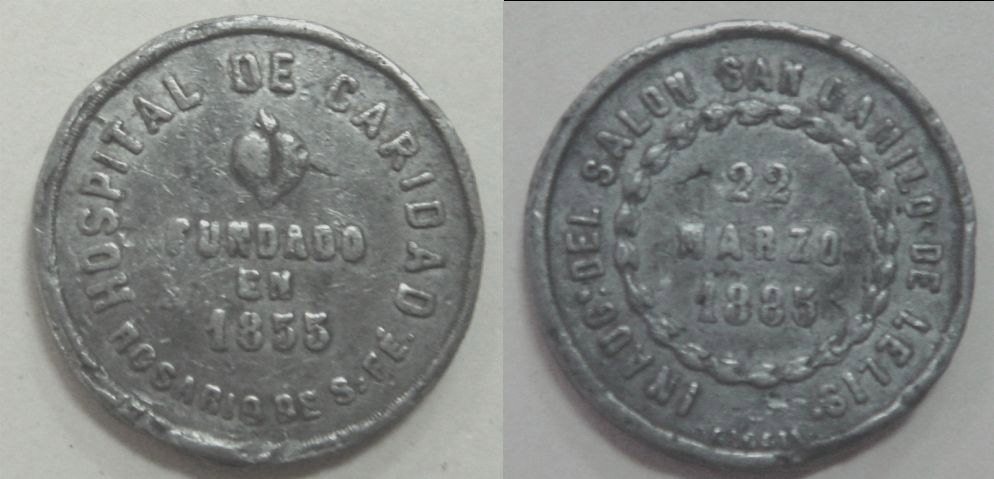 HOSPITAL DE CARIDAD
FUNDADO
EN
1855
ROSARIO DE S. FE.
INAUG. DEL SALON SAN CAMILO DE LELIS.
22
MARZO
1885